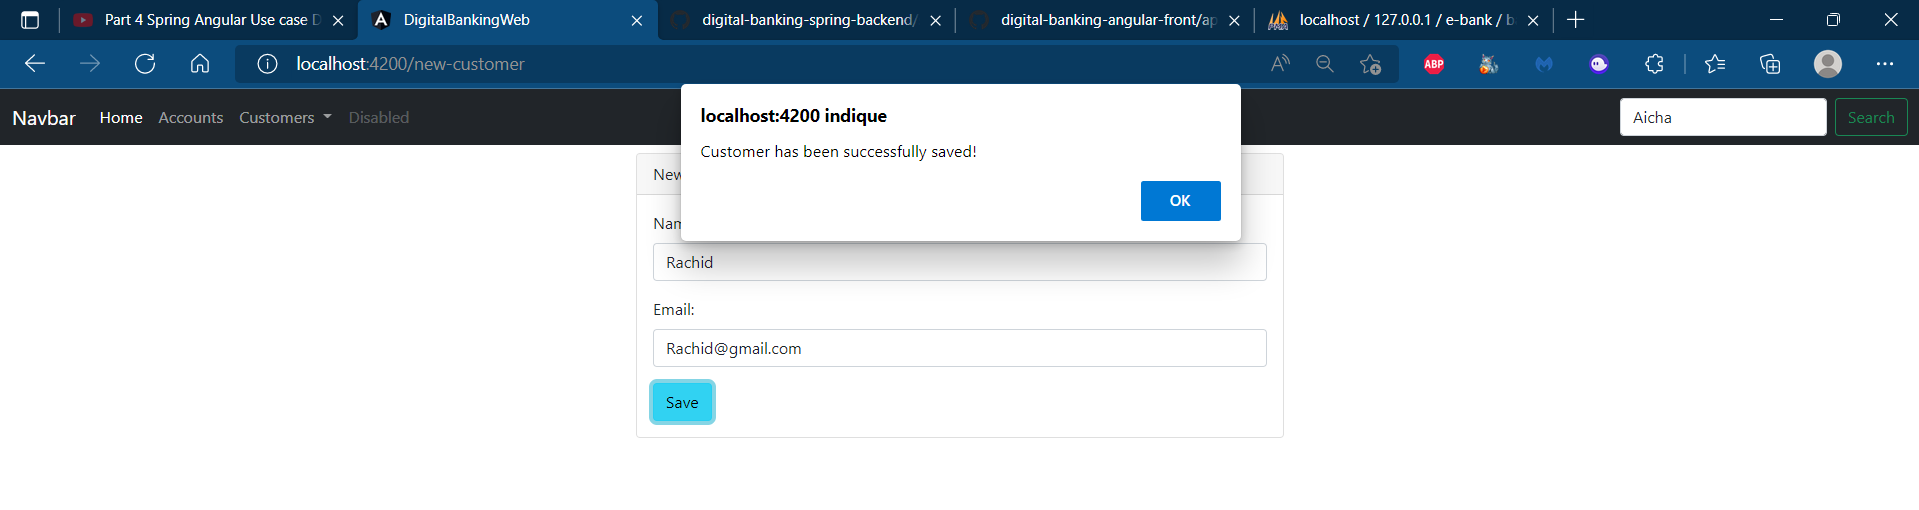 Part 4 Spring Angular Use case D
DigitalBankingWeb
digital-banking-spring-backend/
digital-banking-angular-front/ap
localhost / 127.0.0.1 / e-bank / b
localhost:4200/new-customer
ABP
Navbar
Home
Accounts
Customers
Disabled
Aicha
Search
localhost:4200 indique
Customer has been successfully saved!
OK
New
Nam
Rachid
Email:
Rachid@gmail.com
Save